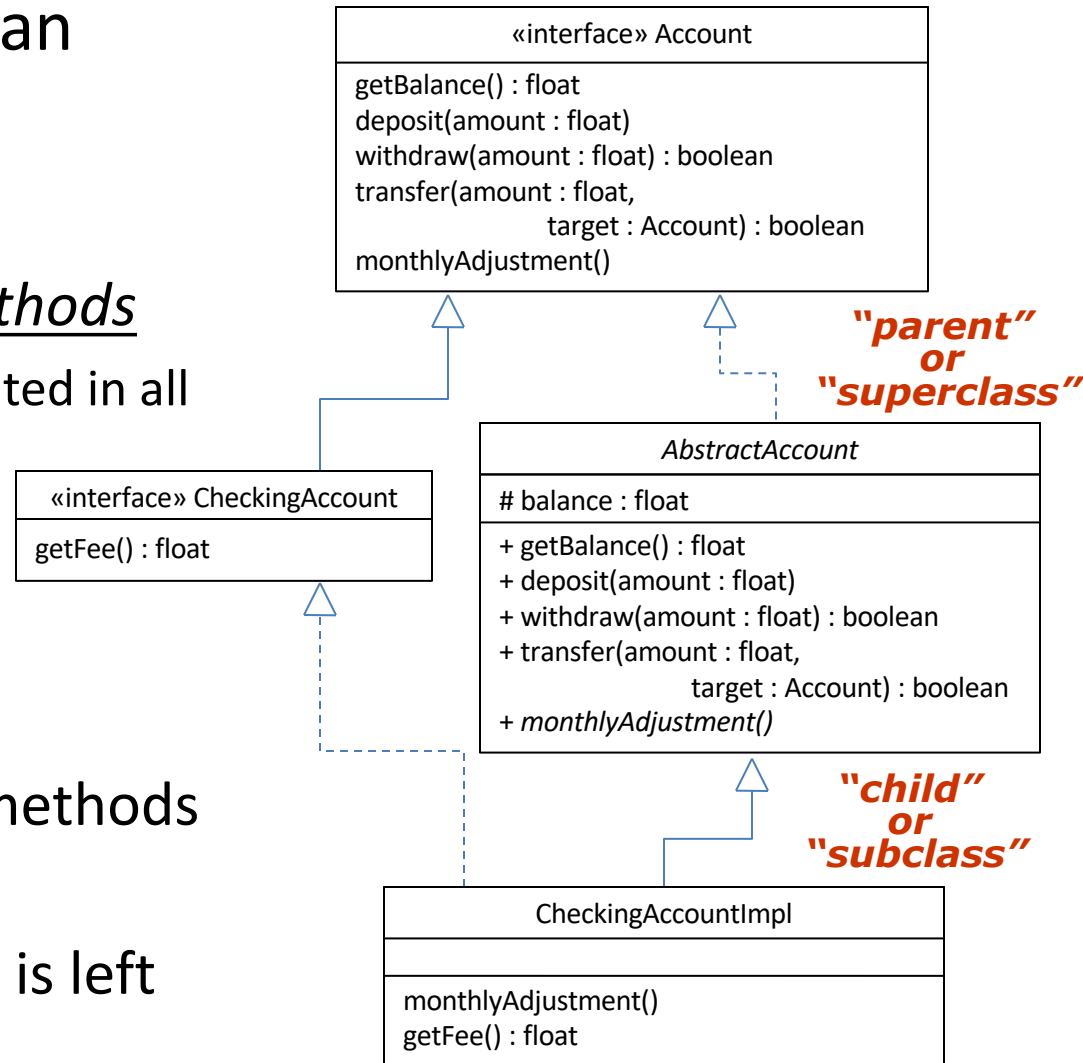 an
«interface» Account
getBalance() : float
deposit(amount : float)
withdraw(amount : float) : boolean
transfer(amount : float,
target : Account) : boolean
monthlyAdjustment()
thods
ted in all
“parent”
or
“superclass”
«interface» CheckingAccount
getFee() : float
AbstractAccount
# balance : float
+ getBalance() : float
+ deposit(amount : float)
+ withdraw(amount : float) : boolean
+ transfer(amount : float,
target : Account) : boolean
+ monthlyAdjustment()
methods
is left
“child”
or
“subclass”
CheckingAccountImpl
monthlyAdjustment()
getFee() : float